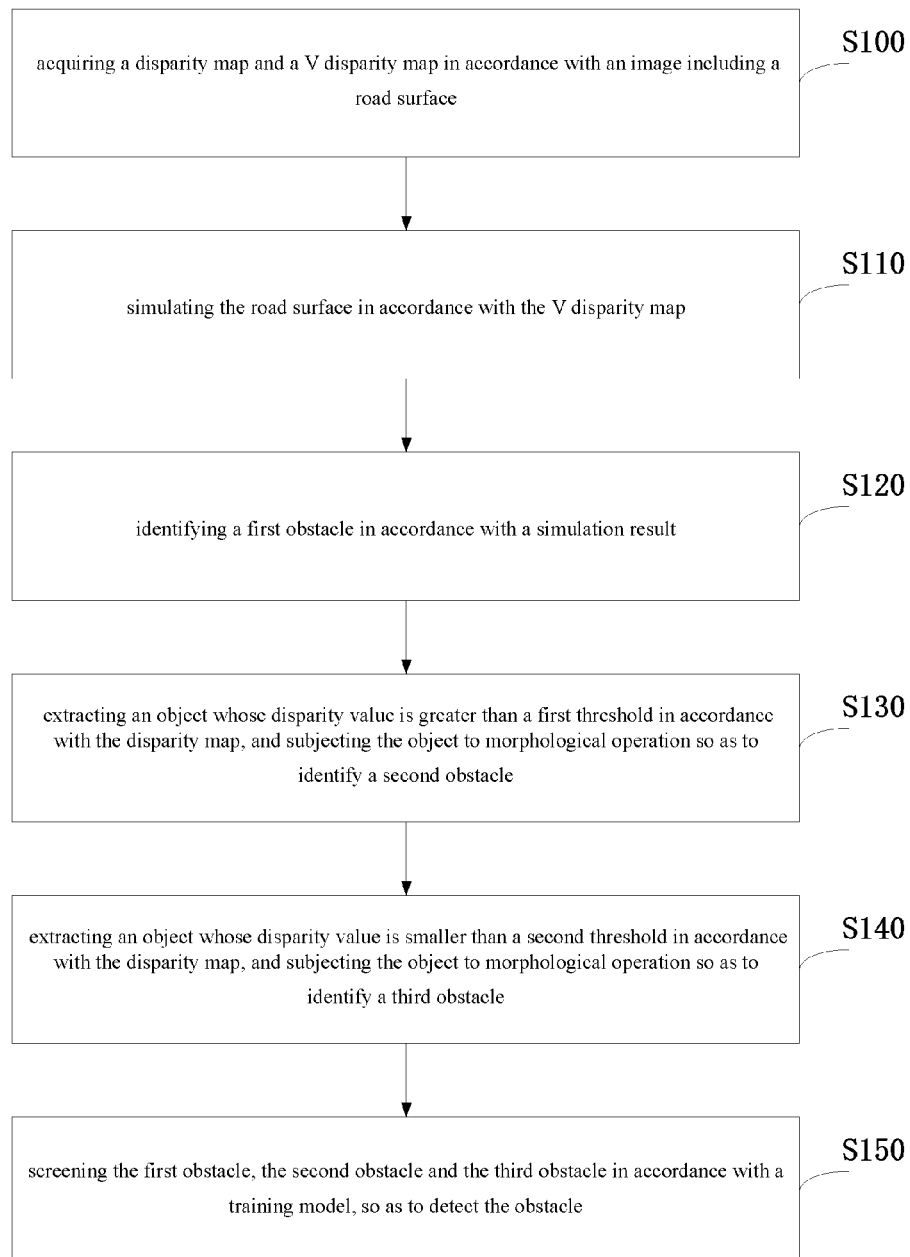 S100
acquiring a disparity map and a V disparity map in accordance with an image including a
road surface
S110
simulating the road surface in accordance with the V disparity map
S120
identifying a first obstacle in accordance with a simulation result
S130
extracting an object whose disparity value is greater than a first threshold in accordance
with the disparity map, and subjecting the object to morphological operation so as to
identify a second obstacle
S140
extracting an object whose disparity value is smaller than a second threshold in accordance
with the disparity map, and subjecting the object to morphological operation so as to
identify a third obstacle
S150
screening the first obstacle, the second obstacle and the third obstacle in accordance with a
training model, so as to detect the obstacle